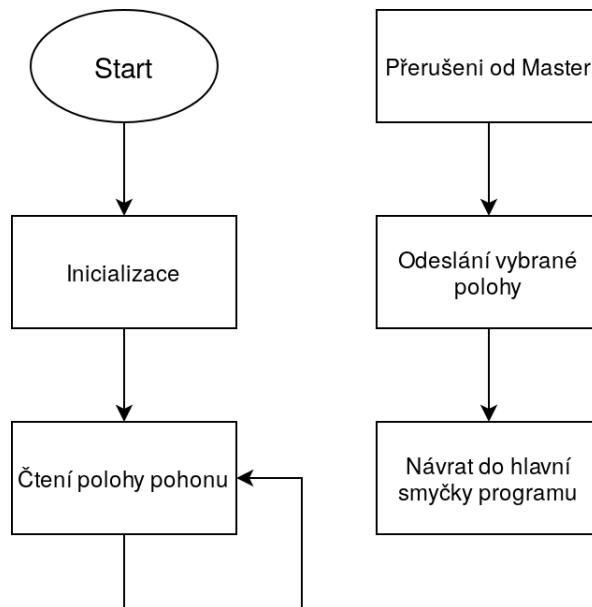 Start
Inicializace
Čtení polohy pohonu
Přerušeni od Master
Odeslání vybrané
polohy
Návrat do hlavní
smyčky programu